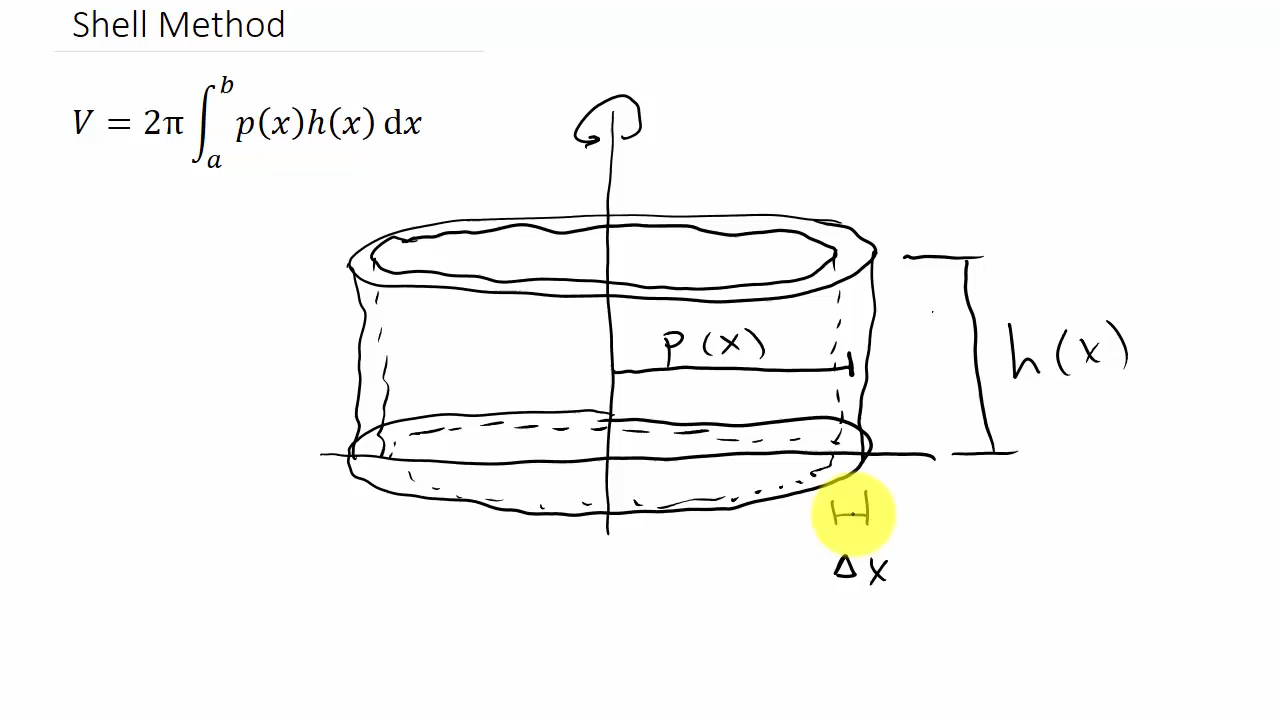 Shell Method
V = 2π ∫_a^b p(x)h(x) dx
p(x)
h(x)
Δx